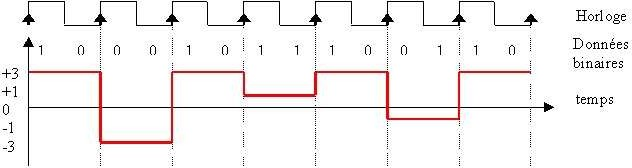 Horloge
1 0 0 0 1 0 1 1 1 0 0 1 1 0
Données
binaires
+3
+1
0
-1
-3
temps